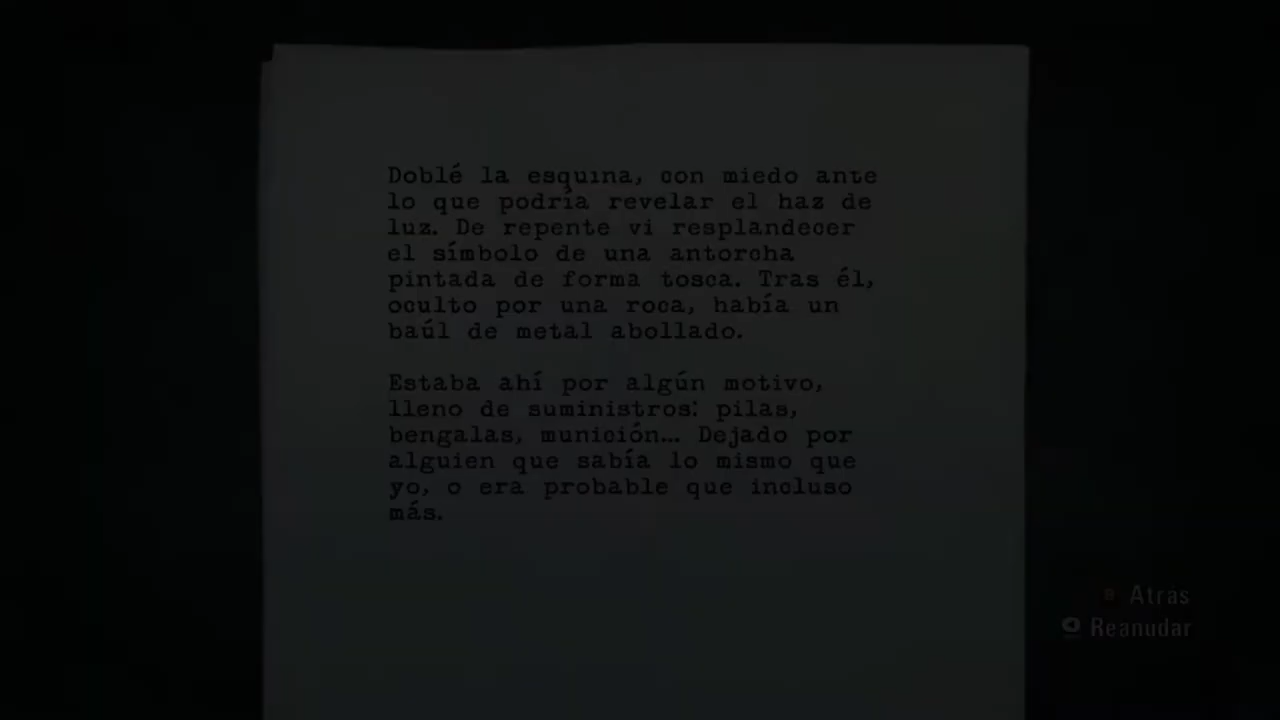 Doblé la esquina, con miedo ante
lo que podría revelar el haz de
luz. De repente vi resplandecer
el símbolo de una antorcha
pintada de forma tosca. Tras él,
oculto por una roca, había un
baúl de metal abollado.
Estaba ahí por algún motivo,
lleno de suministros: pilas,
bengalas, munición... Dejado por
alguien que sabía lo mismo que
yo, o era probable que incluso
más.
B Atrás
Reanudar